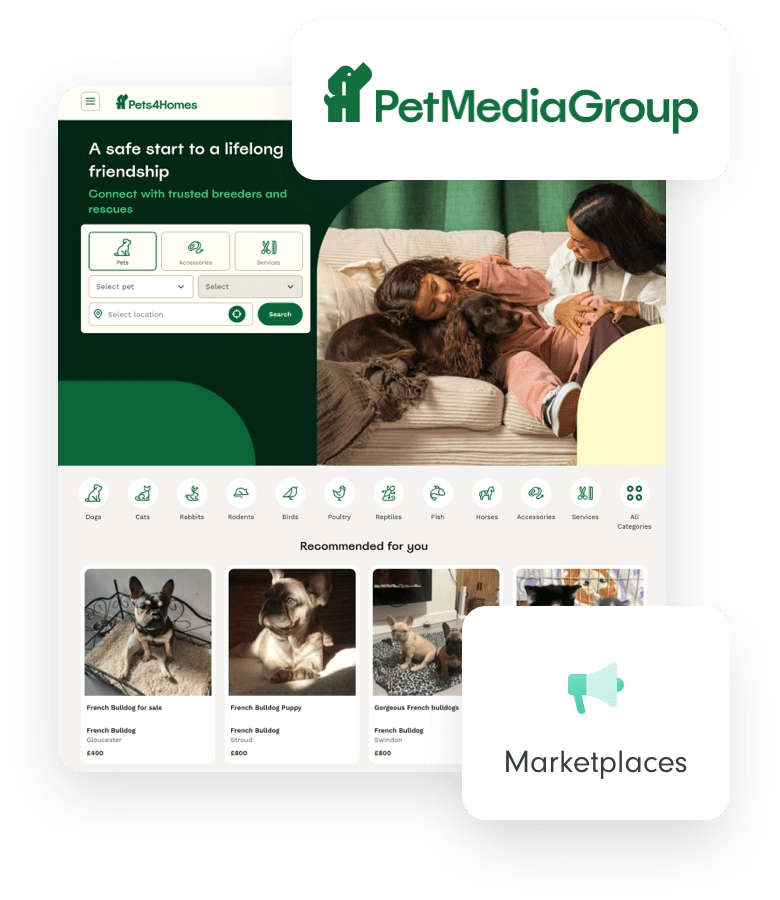 PetMediaGroup
Pets4Homes
A safe start to a lifelong
friendship
Connect with trusted breeders and
rescues
Pets
Accessories
Services
Select pet
Select
Select location
Search
Dogs
Cats
Rabbits
Rodents
Birds
Poultry
Reptiles
Fish
Horses
Accessories
Services
All
Categories
Recommended for you
French Bulldog for sale
French Bulldog
Gloucester
£400
French Bulldog Puppy
French Bulldog
Stroud
£800
Gorgeous French bulldogs
French Bulldog
Swindon
£800
Marketplaces